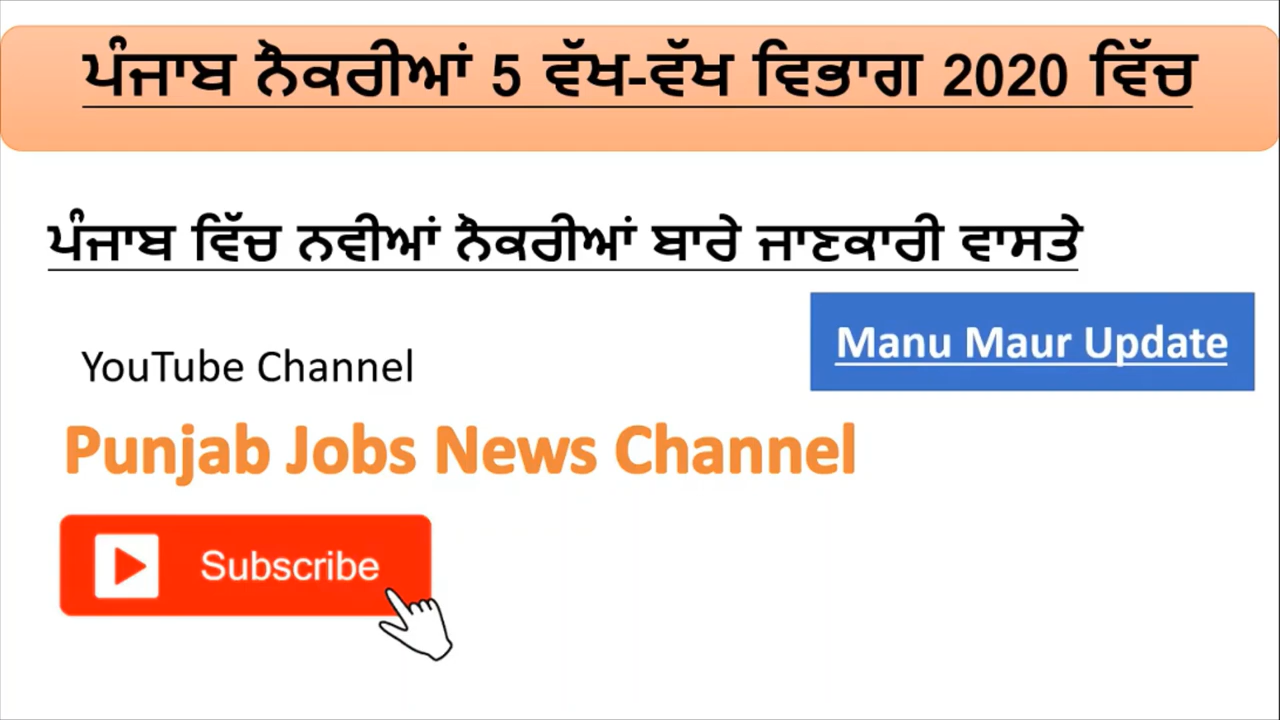 ਪੰਜਾਬ ਨੌਕਰੀਆਂ 5 ਵੱਖ-ਵੱਖ ਵਿਭਾਗ 2020 ਵਿੱਚ
ਪੰਜਾਬ ਵਿੱਚ ਨਵੀਆਂ ਨੌਕਰੀਆਂ ਬਾਰੇ ਜਾਣਕਾਰੀ ਵਾਸਤੇ
Manu Maur Update
YouTube Channel
Punjab Jobs News Channel
Subscribe